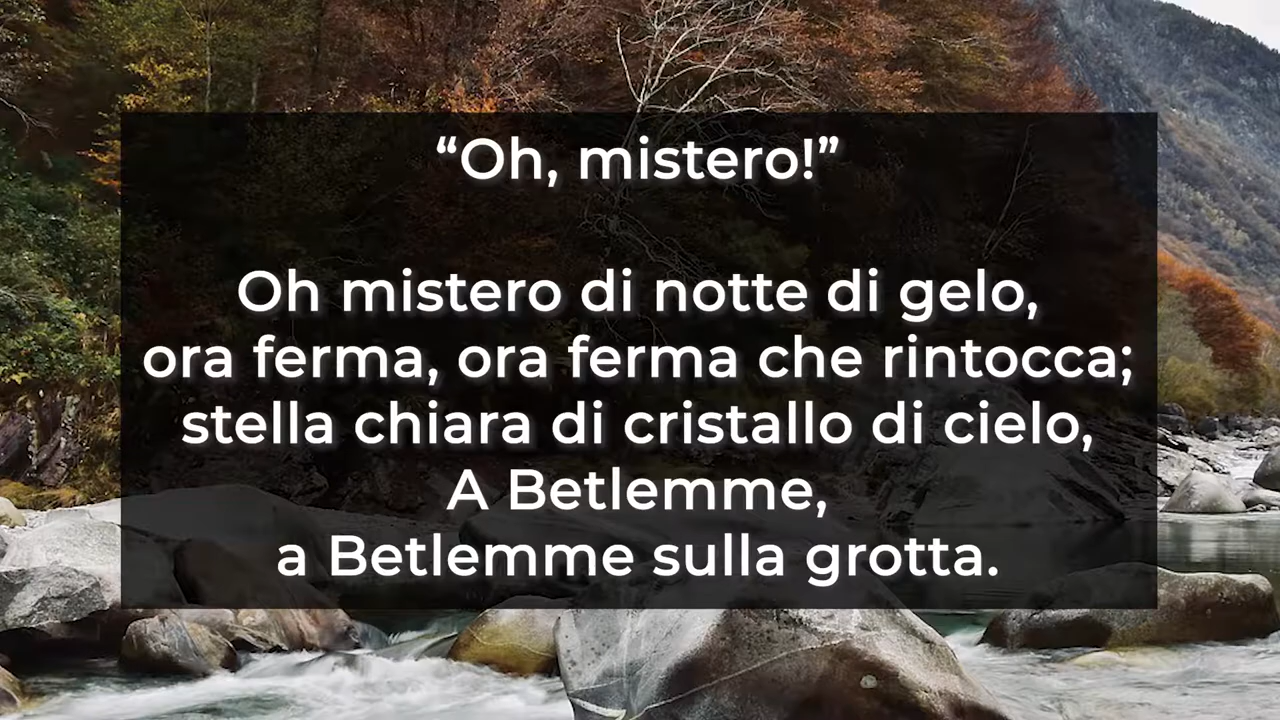 “Oh, mistero!”
Oh mistero di notte di gelo,
ora ferma, ora ferma che rintocca;
stella chiara di cristallo di cielo,
A Betlemme,
a Betlemme sulla grotta.